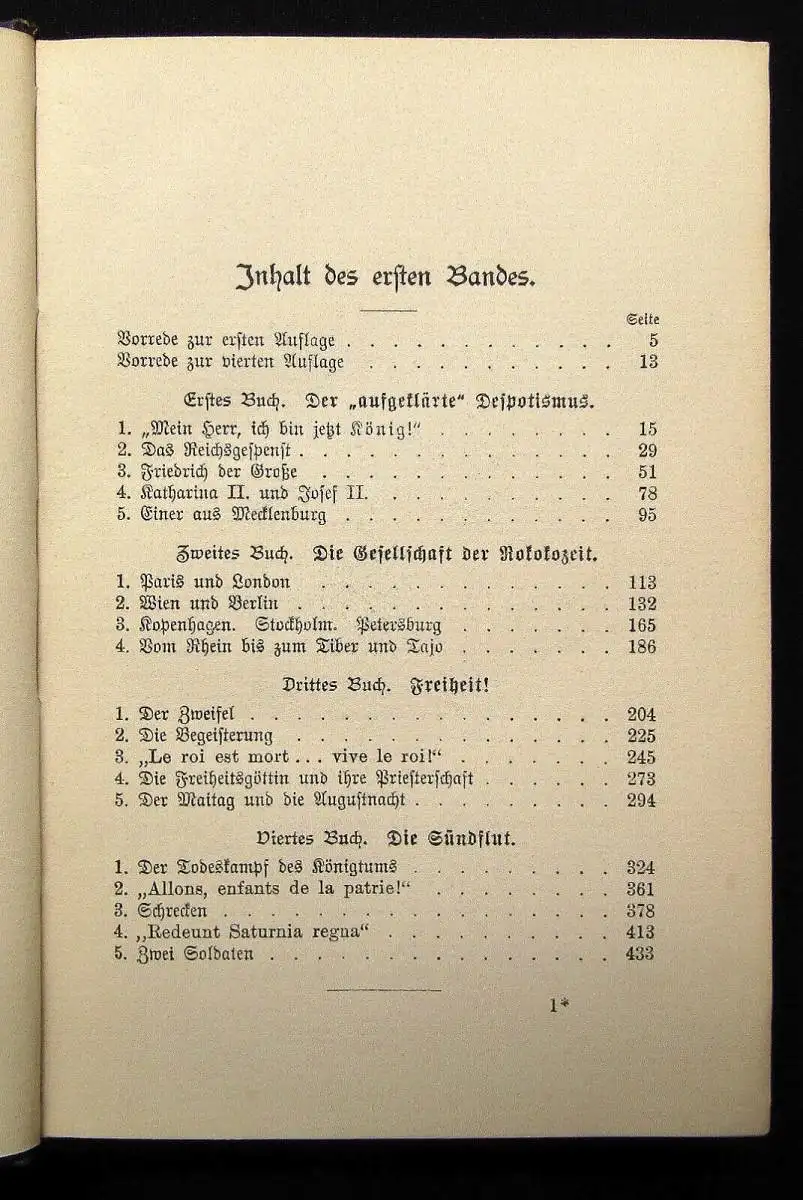 Inhalt des ersten Bandes.
Seite
Vorrede zur ersten Auflage . . . . . . . . . . . . 5
Vorrede zur vierten Auflage . . . . . . . . . . . 13
Erstes Buch. Der „aufgeklärte“ Despotismus.
1. „Mein Herr, ich bin jetzt König!“ . . . . . . . . 15
2. Das Reichsgespenst . . . . . . . . . . . . . . 29
3. Friedrich der Große . . . . . . . . . . . . . 51
4. Katharina II. und Josef II. . . . . . . . . . . 78
5. Einer aus Mecklenburg . . . . . . . . . . . . 95
Zweites Buch. Die Gesellschaft der Rokokozeit.
1. Paris und London . . . . . . . . . . . . . 113
2. Wien und Berlin . . . . . . . . . . . . . . 132
3. Kopenhagen. Stockholm. Petersburg . . . . . . . 165
4. Vom Rhein bis zum Tiber und Tajo . . . . . . . 186
Drittes Buch. Freiheit!
1. Der Zweifel . . . . . . . . . . . . . . . . 204
2. Die Begeisterung . . . . . . . . . . . . . . 225
3. „Le roi est mort... vive le roi!“ . . . . . . . 245
4. Die Freiheitsgöttin und ihre Priesterschaft . . . . . . 273
5. Der Maitag und die Augustnacht . . . . . . . . . 294
Viertes Buch. Die Sündflut.
1. Der Todeskampf des Königtums . . . . . . . . . 324
2. „Allons, enfants de la patrie!“ . . . . . . . . 361
3. Schrecken . . . . . . . . . . . . . . . . . 378
4. „Redeunt Saturnia regna“ . . . . . . . . . . 413
5. Zwei Soldaten . . . . . . . . . . . . . . . 433
1*